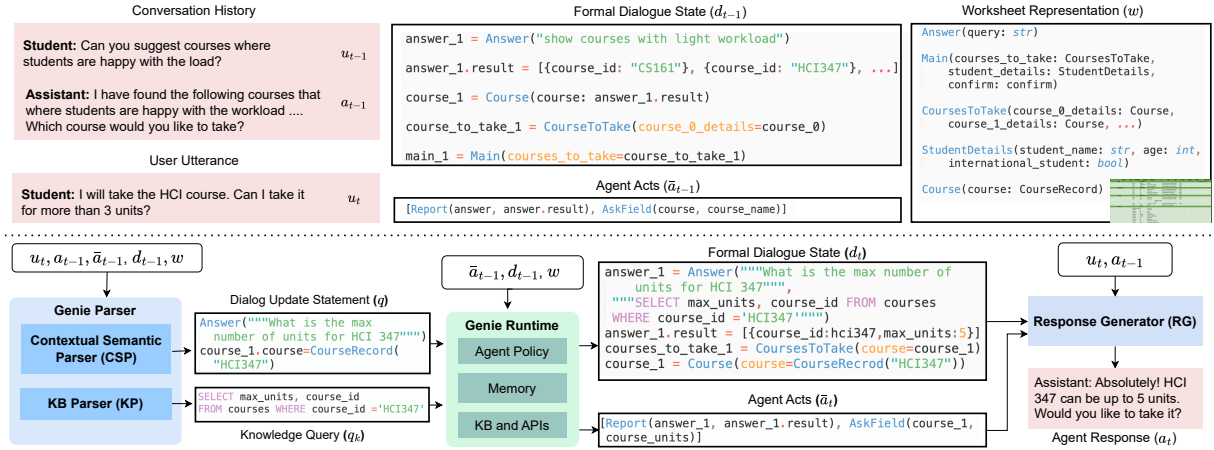 Conversation History
Student: Can you suggest courses where
students are happy with the load?
u_{t−1}
Assistant: I have found the following courses that
where students are happy with the workload ....
Which course would you like to take?
a_{t−1}
User Utterance
Student: I will take the HCI course. Can I take it
for more than 3 units?
u_t
Formal Dialogue State (d_{t−1})
answer_1 = Answer("show courses with light workload")
answer_1.result = [{course_id: "CS161"}, {course_id: "HCI347"}, ...]
course_1 = Course(course: answer_1.result)
course_to_take_1 = CourseToTake(course_0_details=course_0)
main_1 = Main(courses_to_take=course_to_take_1)
Agent Acts (ā_{t−1})
[Report(answer, answer.result), AskField(course, course_name)]
Worksheet Representation (w)
Answer(query: str)
Main(courses_to_take: CoursesToTake,
student_details: StudentDetails,
confirm: confirm)
CoursesToTake(course_0_details: Course,
course_1_details: Course, ...)
StudentDetails(student_name: str, age: int,
international_student: bool)
Course(course: CourseRecord)
u_t, a_{t−1}, ā_{t−1}, d_{t−1}, w
Genie Parser
Contextual Semantic
Parser (CSP)
KB Parser (KP)
Dialog Update Statement (q)
Answer("""What is the max
number of units for HCI 347""")
course_1.course=CourseRecord(
"HCI347")
SELECT max_units, course_id
FROM courses WHERE course_id ='HCI347'
Knowledge Query (q_k)
ā_{t−1}, d_{t−1}, w
Genie Runtime
Agent Policy
Memory
KB and APIs
Formal Dialogue State (d_t)
answer_1 = Answer("""What is the max number of
units for HCI 347""",
"""SELECT max_units, course_id FROM courses
WHERE course_id ='HCI347'""")
answer_1.result = [{course_id:hci347,max_units:5}]
courses_to_take_1 = CoursesToTake(course=course_1)
course_1 = Course(course=CourseRecrod("HCI347"))
Agent Acts (ā_t)
[Report(answer_1, answer_1.result), AskField(course_1,
course_units)]
u_t, a_{t−1}
Response Generator (RG)
Assistant: Absolutely! HCI
347 can be up to 5 units.
Would you like to take it?
Agent Response (a_t)